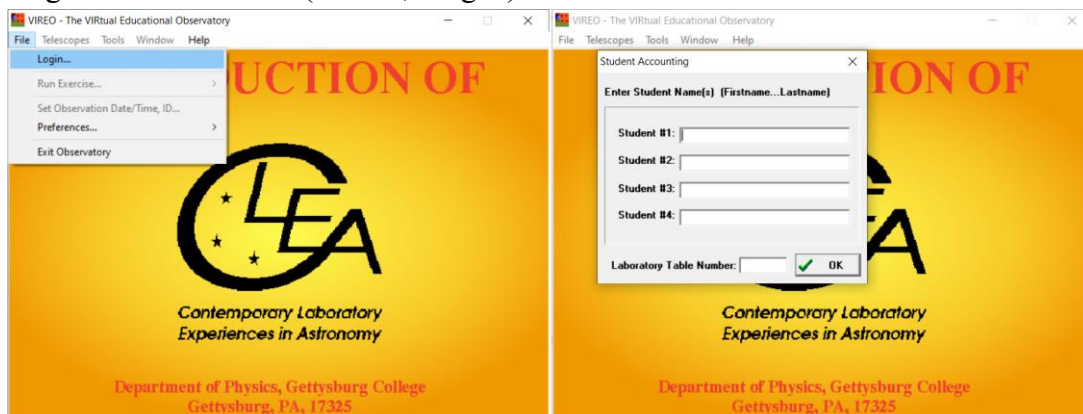 VIREO - The VIRtual Educational Observatory
File Telescopes Tools Window Help
Login...
Run Exercise...
Set Observation Date/Time, ID...
Preferences...
Exit Observatory
UCTION OF
CLEA
Contemporary Laboratory
Experiences in Astronomy
Department of Physics, Gettysburg College
Gettysburg, PA, 17325
VIREO - The VIRtual Educational Observatory
File Telescopes Tools Window Help
Student Accounting
Enter Student Name(s) (Firstname...Lastname)
Student #1:
Student #2:
Student #3:
Student #4:
Laboratory Table Number:
OK
ION OF
Contemporary Laboratory
Experiences in Astronomy
Department of Physics, Gettysburg College
Gettysburg, PA, 17325